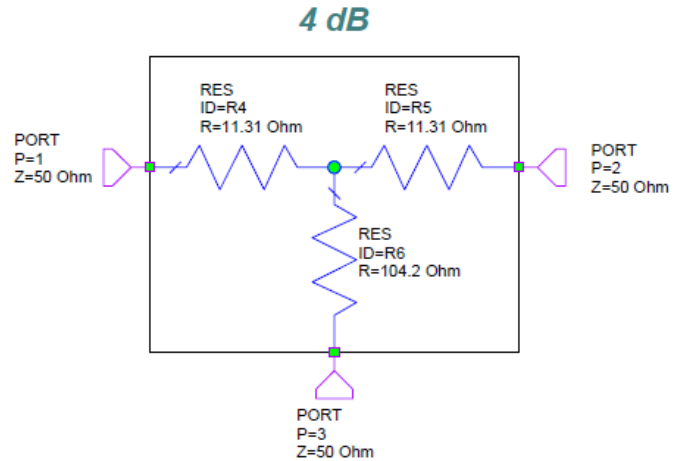 4 dB
RES
ID=R4
R=11.31 Ohm
RES
ID=R5
R=11.31 Ohm
PORT
P=1
Z=50 Ohm
PORT
P=2
Z=50 Ohm
RES
ID=R6
R=104.2 Ohm
PORT
P=3
Z=50 Ohm